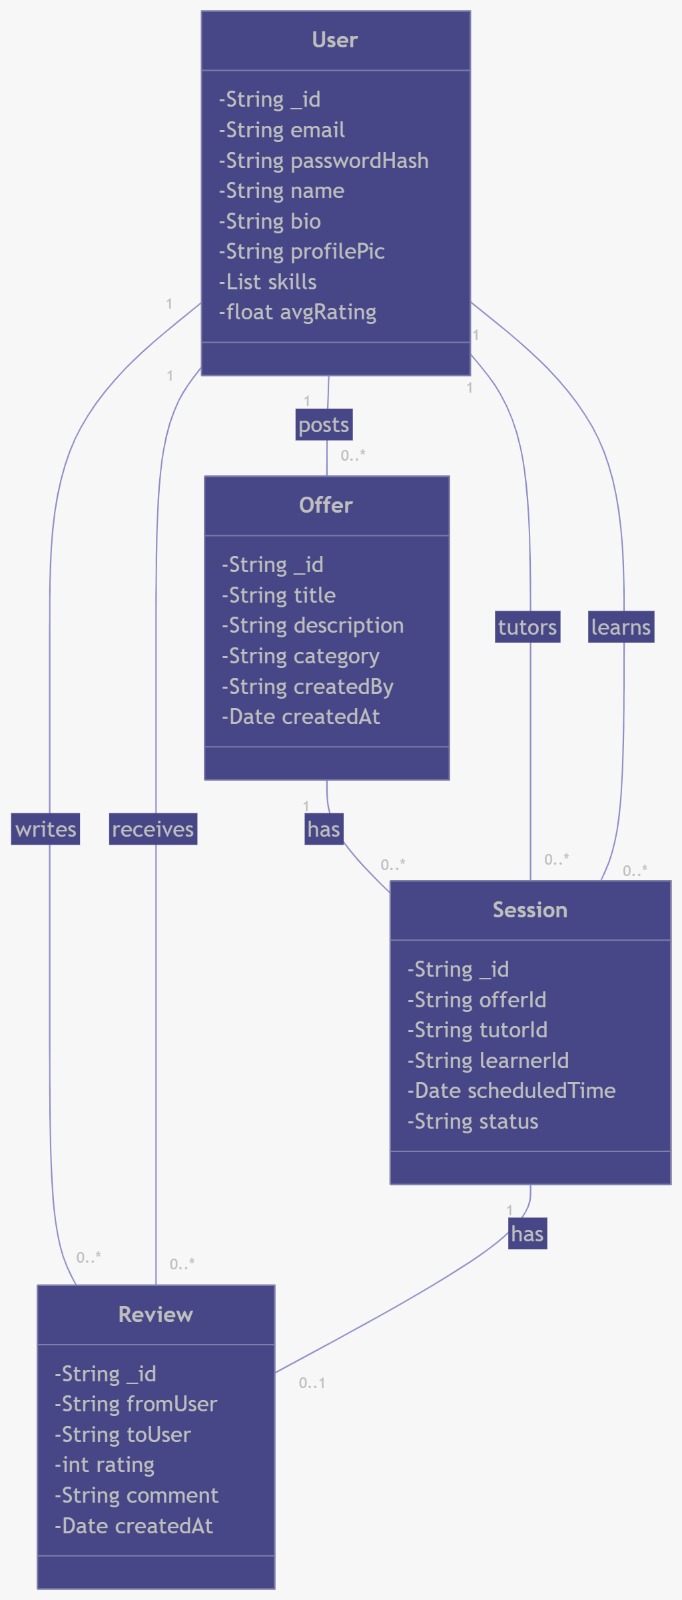 User
-String _id
-String email
-String passwordHash
-String name
-String bio
-String profilePic
-List skills
-float avgRating
1
1
1
1
1
posts
0..*
Offer
-String _id
-String title
-String description
-String category
-String createdBy
-Date createdAt
tutors
learns
writes
receives
1
has
0..*
0..*
0..*
Session
-String _id
-String offerId
-String tutorId
-String learnerId
-Date scheduledTime
-String status
1
has
0..*
0..*
0..1
Review
-String _id
-String fromUser
-String toUser
-int rating
-String comment
-Date createdAt